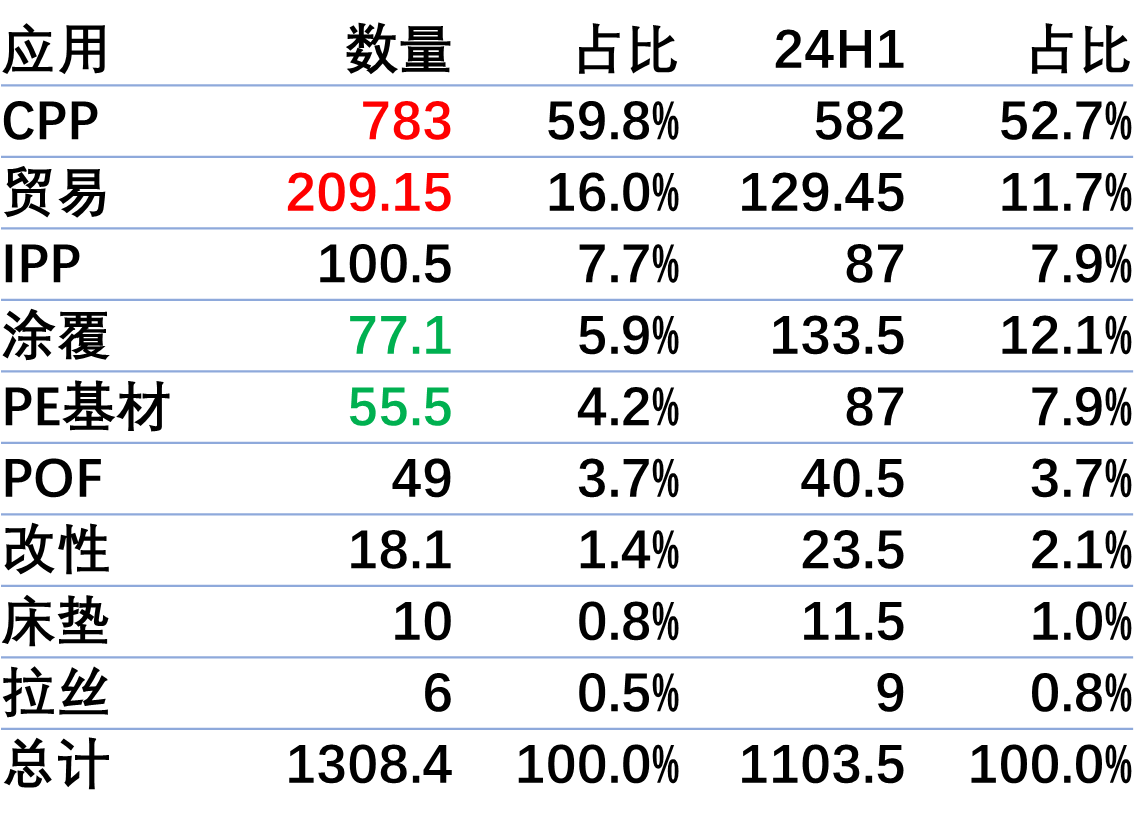 应用 数量 占比 24H1 占比
CPP 783 59.8% 582 52.7%
贸易 209.15 16.0% 129.45 11.7%
IPP 100.5 7.7% 87 7.9%
涂覆 77.1 5.9% 133.5 12.1%
PE基材 55.5 4.2% 87 7.9%
POF 49 3.7% 40.5 3.7%
改性 18.1 1.4% 23.5 2.1%
床垫 10 0.8% 11.5 1.0%
拉丝 6 0.5% 9 0.8%
总计 1308.4 100.0% 1103.5 100.0%